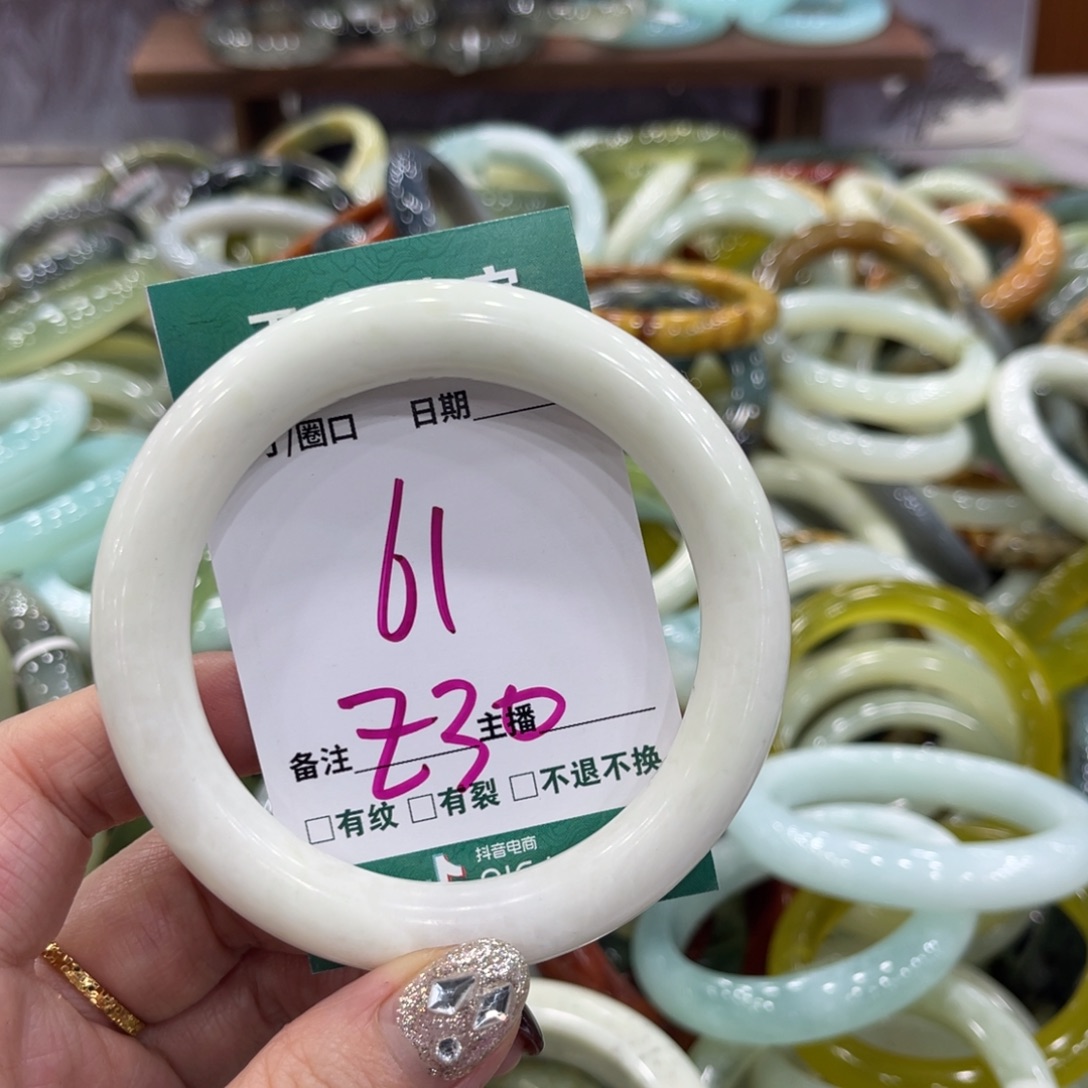 /圈口 日期
61
Z30
备注 主播
□有纹 □有裂 □不退不换
抖音电商